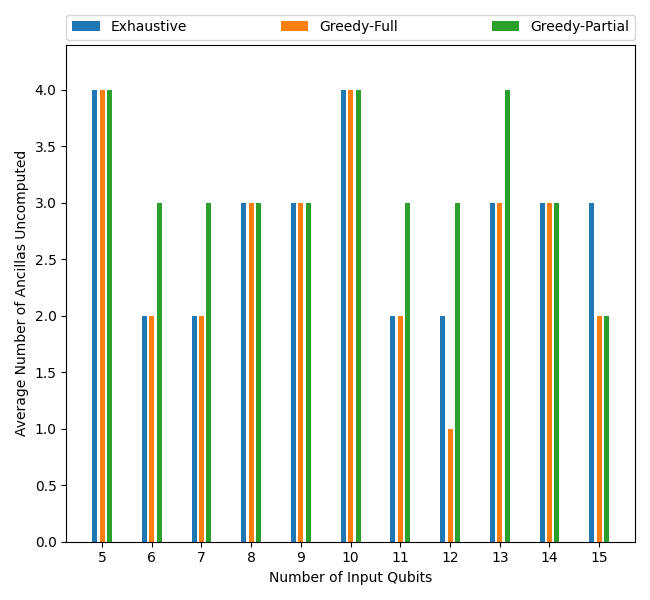 Exhaustive Greedy-Full Greedy-Partial
Average Number of Ancillas Uncomputed
4.0
3.5
3.0
2.5
2.0
1.5
1.0
0.5
0.0
5 6 7 8 9 10 11 12 13 14 15
Number of Input Qubits